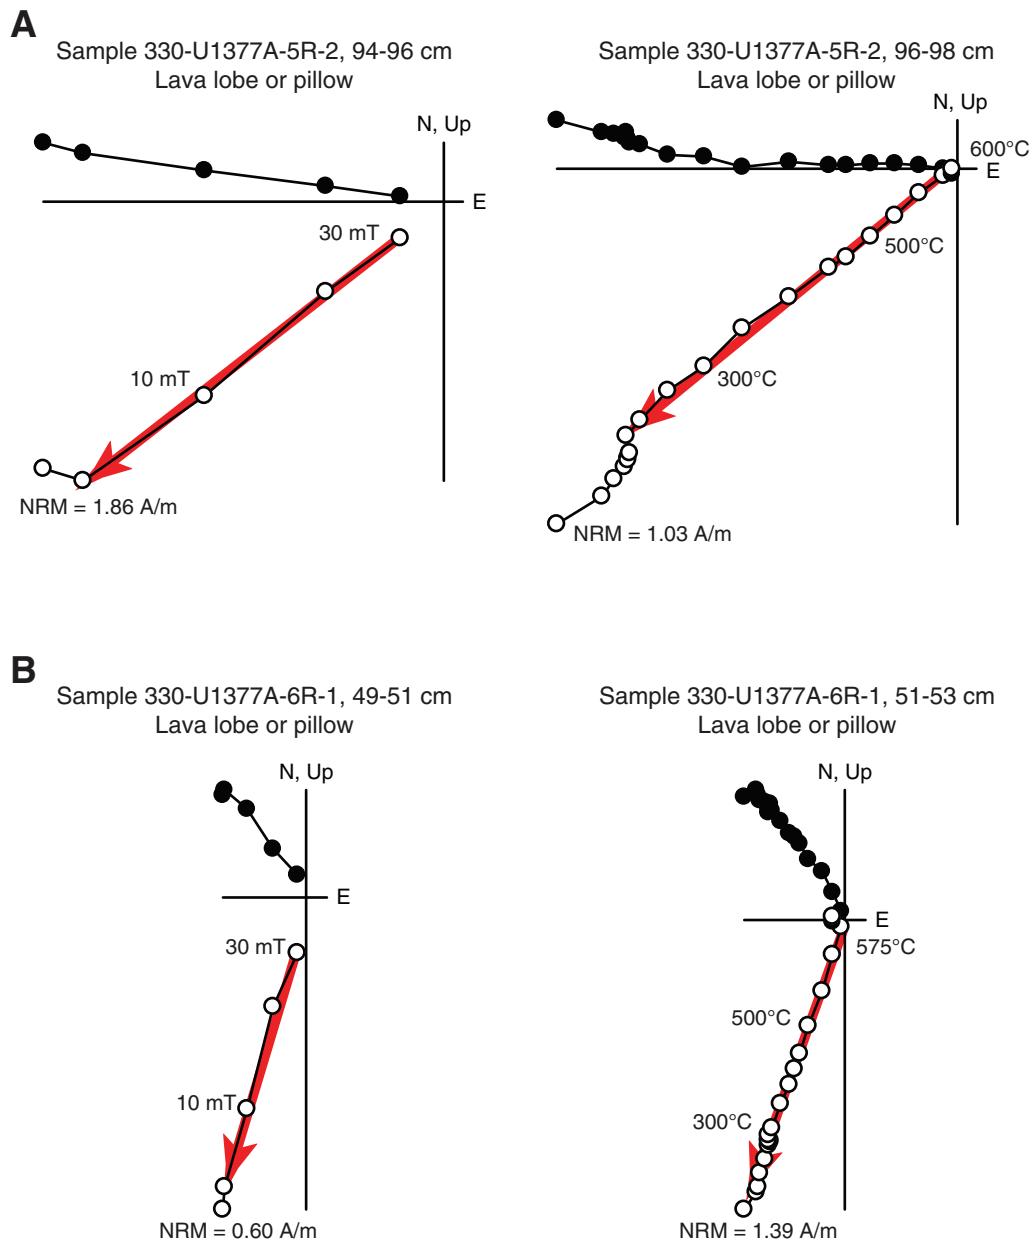 A
Sample 330-U1377A-5R-2, 94-96 cm
Lava lobe or pillow
N, Up
E
30 mT
10 mT
NRM = 1.86 A/m
Sample 330-U1377A-5R-2, 96-98 cm
Lava lobe or pillow
N, Up
600°C
E
500°C
300°C
NRM = 1.03 A/m
B
Sample 330-U1377A-6R-1, 49-51 cm
Lava lobe or pillow
N, Up
E
30 mT
10 mT
NRM = 0.60 A/m
Sample 330-U1377A-6R-1, 51-53 cm
Lava lobe or pillow
N, Up
E
575°C
500°C
300°C
NRM = 1.39 A/m